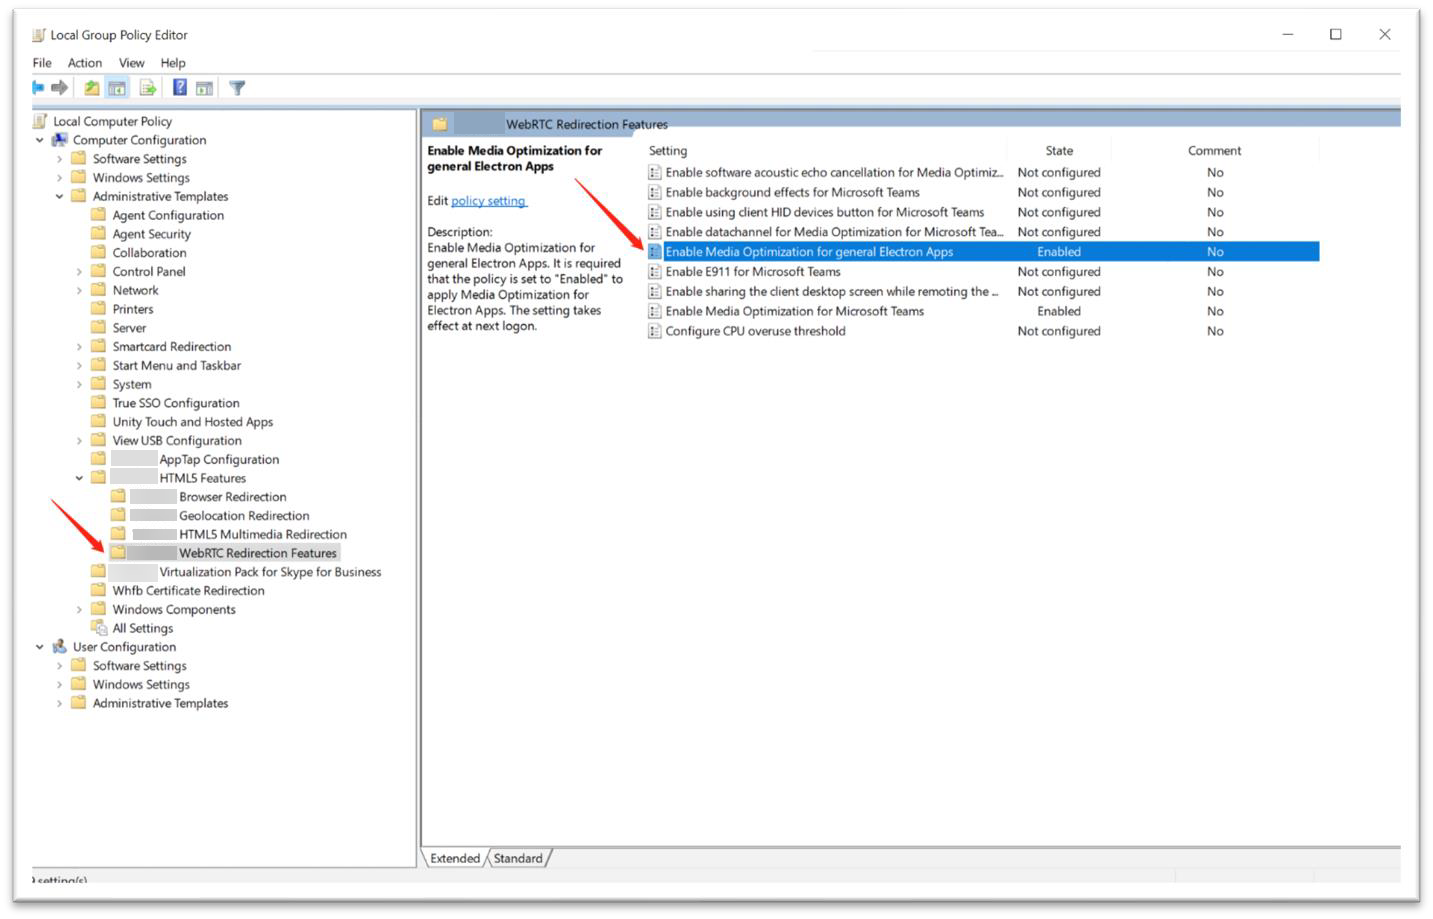 Local Group Policy Editor
File Action View Help
Local Computer Policy
Computer Configuration
Software Settings
Windows Settings
Administrative Templates
Agent Configuration
Agent Security
Collaboration
Control Panel
Network
Printers
Server
Smartcard Redirection
Start Menu and Taskbar
System
True SSO Configuration
Unity Touch and Hosted Apps
View USB Configuration
AppTap Configuration
HTML5 Features
Browser Redirection
Geolocation Redirection
HTML5 Multimedia Redirection
WebRTC Redirection Features
Virtualization Pack for Skype for Business
Whfb Certificate Redirection
Windows Components
All Settings
User Configuration
Software Settings
Windows Settings
Administrative Templates
WebRTC Redirection Features
Enable Media Optimization for
general Electron Apps
Edit policy setting
Description:
Enable Media Optimization for
general Electron Apps. It is required
that the policy is set to "Enabled" to
apply Media Optimization for
Electron Apps. The setting takes
effect at next logon.
Setting State Comment
Enable software acoustic echo cancellation for Media Optimiz... Not configured No
Enable background effects for Microsoft Teams Not configured No
Enable using client HID devices button for Microsoft Teams Not configured No
Enable datachannel for Media Optimization for Microsoft Tea... Not configured No
Enable Media Optimization for general Electron Apps Enabled No
Enable E911 for Microsoft Teams Not configured No
Enable sharing the client desktop screen while remoting the ... Not configured No
Enable Media Optimization for Microsoft Teams Enabled No
Configure CPU overuse threshold Not configured No
Extended Standard
9 setting(s)